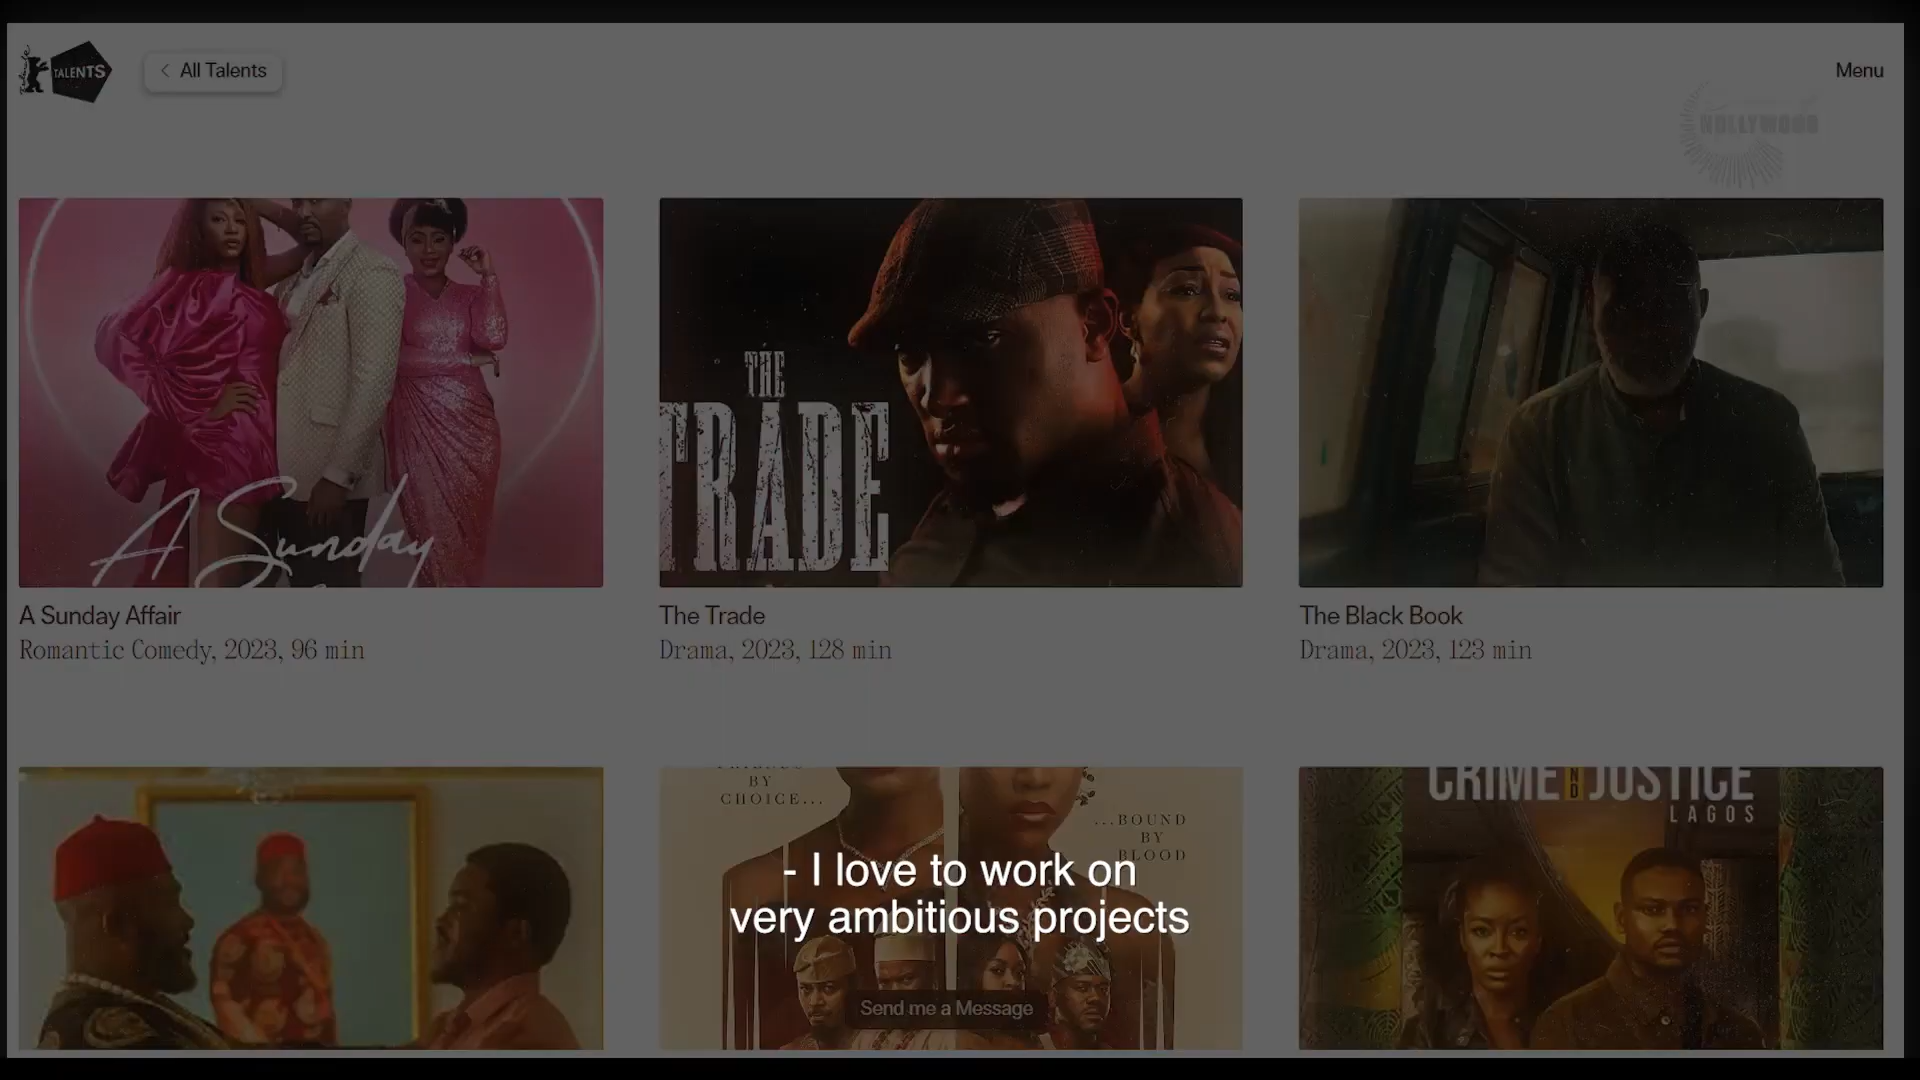 TALENTS
All Talents
Menu
NOLLYWOOD
A Sunday
THE
TRADE
A Sunday Affair
Romantic Comedy, 2023, 96 min
The Trade
Drama, 2023, 128 min
The Black Book
Drama, 2023, 123 min
BY
CHOICE...
...BOUND
BY
BLOOD
CRIME AND JUSTICE
LAGOS
- I love to work on
very ambitious projects
Send me a Message